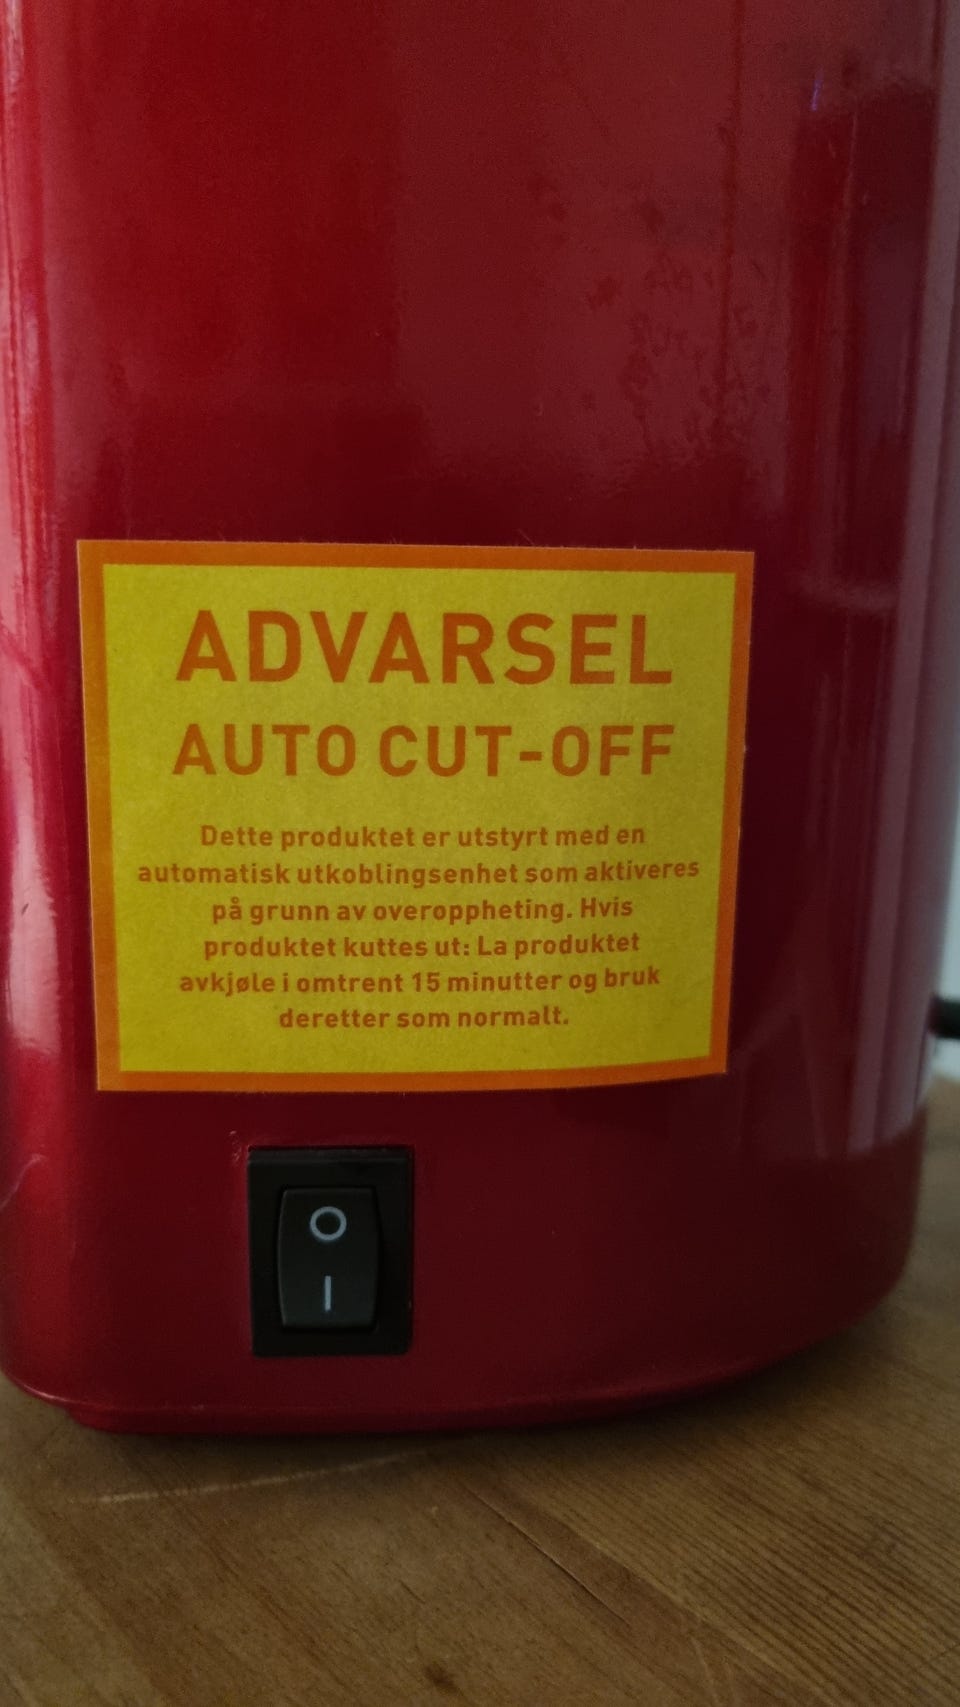 ADVARSEL
AUTO CUT-OFF
Dette produktet er utstyrt med en
automatisk utkoblingsenhet som aktiveres
på grunn av overoppheting. Hvis
produktet kuttes ut: La produktet
avkjøle i omtrent 15 minutter og bruk
deretter som normalt.
O
I